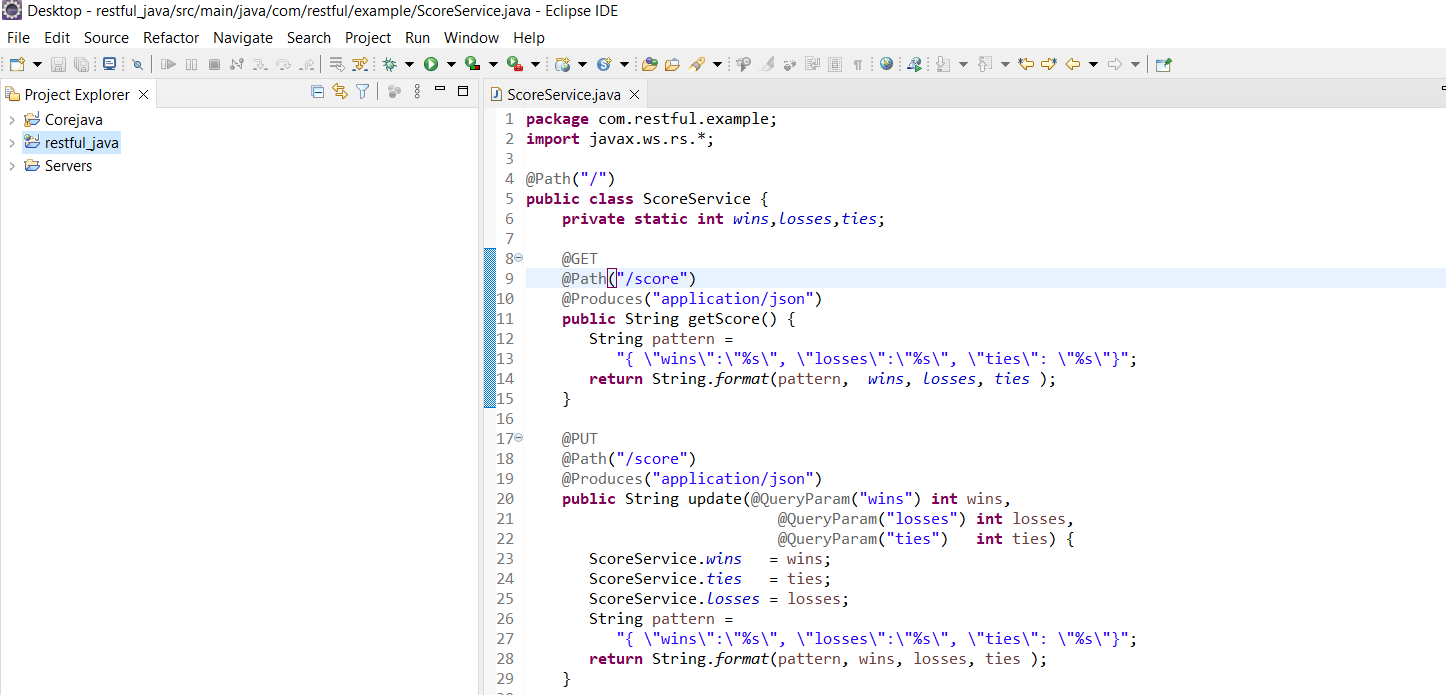 Desktop - restful_java/src/main/java/com/restful/example/ScoreService.java - Eclipse IDE
File Edit Source Refactor Navigate Search Project Run Window Help
Project Explorer
Corejava
restful_java
Servers
ScoreService.java
1 package com.restful.example;
2 import javax.ws.rs.*;
3
4 @Path("/")
5 public class ScoreService {
6     private static int wins,losses,ties;
7
8     @GET
9     @Path("/score")
10     @Produces("application/json")
11     public String getScore() {
12        String pattern =
13           "{ \"wins\":\"%s\", \"losses\":\"%s\", \"ties\": \"%s\"}";
14        return String.format(pattern,  wins, losses, ties );
15     }
16
17     @PUT
18     @Path("/score")
19     @Produces("application/json")
20     public String update(@QueryParam("wins") int wins,
21                             @QueryParam("losses") int losses,
22                             @QueryParam("ties")   int ties) {
23        ScoreService.wins   = wins;
24        ScoreService.ties   = ties;
25        ScoreService.losses = losses;
26        String pattern =
27           "{ \"wins\":\"%s\", \"losses\":\"%s\", \"ties\": \"%s\"}";
28        return String.format(pattern, wins, losses, ties );
29     }